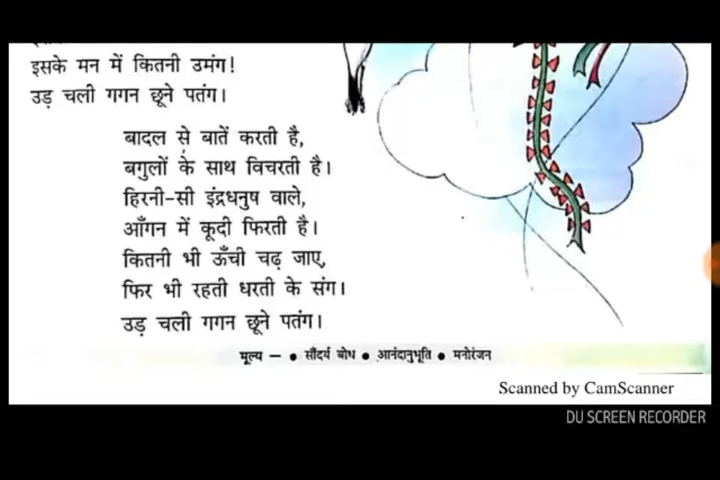 इसके मन में कितनी उमंग!
उड़ चली गगन छूने पतंग।
बादल से बातें करती है,
बगुलों के साथ विचरती है।
हिरनी-सी इंद्रधनुष वाले,
आँगन में कूदी फिरती है।
कितनी भी ऊँची चढ़ जाए,
फिर भी रहती धरती के संग।
उड़ चली गगन छूने पतंग।
मूल्य – • सौंदर्य बोध • आनंदानुभूति • मनोरंजन
Scanned by CamScanner
DU SCREEN RECORDER